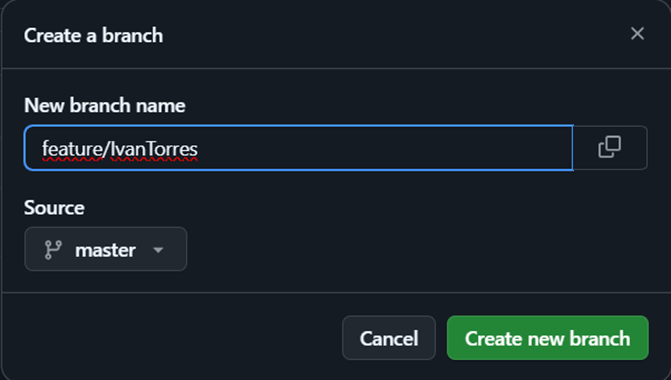 Create a branch
New branch name
feature/IvanTorres
Source
master
Cancel
Create new branch